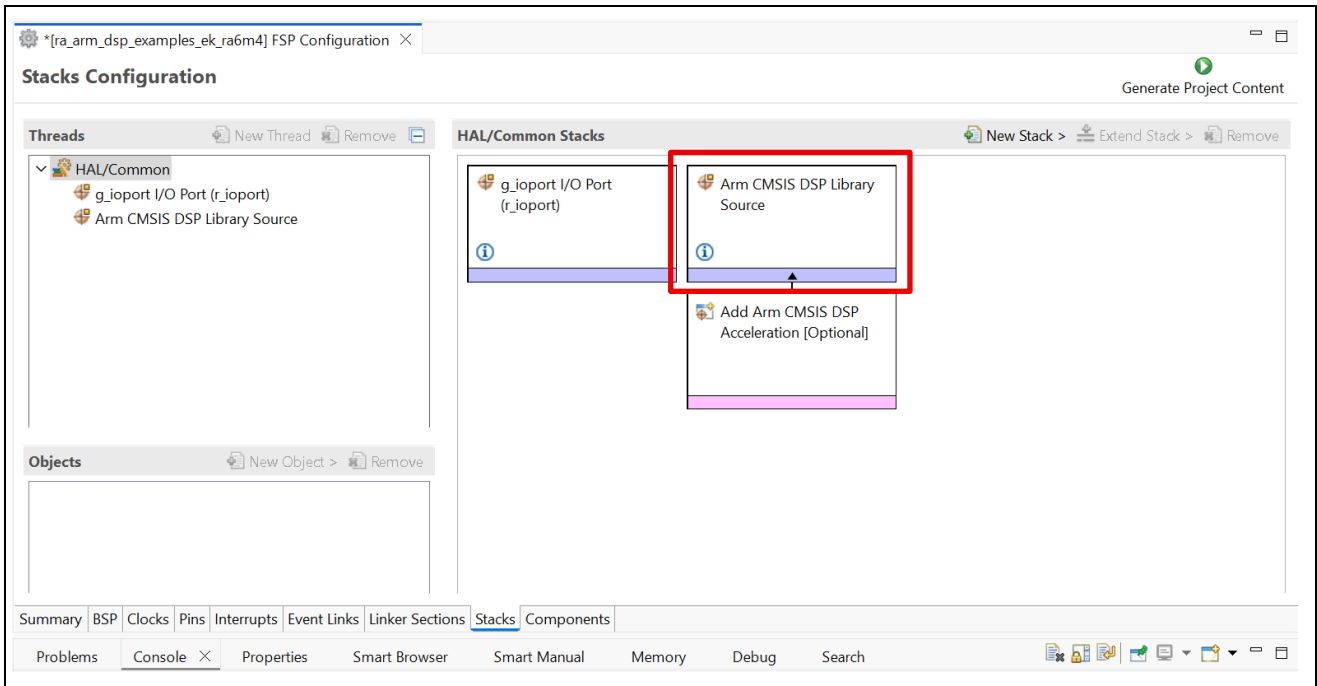 *[ra_arm_dsp_examples_ek_ra6m4] FSP Configuration
Stacks Configuration
Generate Project Content
Threads
New Thread
Remove
HAL/Common
g_ioport I/O Port (r_ioport)
Arm CMSIS DSP Library Source
HAL/Common Stacks
New Stack >
Extend Stack >
Remove
g_ioport I/O Port
(r_ioport)
Arm CMSIS DSP Library
Source
Add Arm CMSIS DSP
Acceleration [Optional]
Objects
New Object >
Remove
Summary BSP Clocks Pins Interrupts Event Links Linker Sections Stacks Components
Problems Console Properties Smart Browser Smart Manual Memory Debug Search